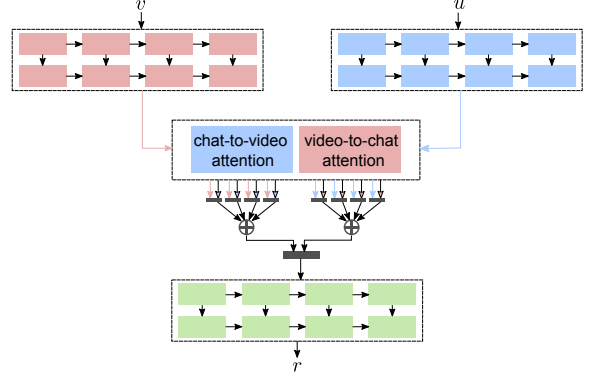 v
u
chat-to-video
attention
video-to-chat
attention
r